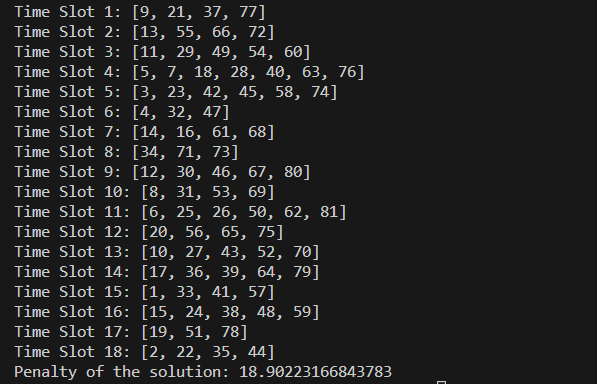 Time Slot 1: [9, 21, 37, 77]
Time Slot 2: [13, 55, 66, 72]
Time Slot 3: [11, 29, 49, 54, 60]
Time Slot 4: [5, 7, 18, 28, 40, 63, 76]
Time Slot 5: [3, 23, 42, 45, 58, 74]
Time Slot 6: [4, 32, 47]
Time Slot 7: [14, 16, 61, 68]
Time Slot 8: [34, 71, 73]
Time Slot 9: [12, 30, 46, 67, 80]
Time Slot 10: [8, 31, 53, 69]
Time Slot 11: [6, 25, 26, 50, 62, 81]
Time Slot 12: [20, 56, 65, 75]
Time Slot 13: [10, 27, 43, 52, 70]
Time Slot 14: [17, 36, 39, 64, 79]
Time Slot 15: [1, 33, 41, 57]
Time Slot 16: [15, 24, 38, 48, 59]
Time Slot 17: [19, 51, 78]
Time Slot 18: [2, 22, 35, 44]
Penalty of the solution: 18.90223166843783